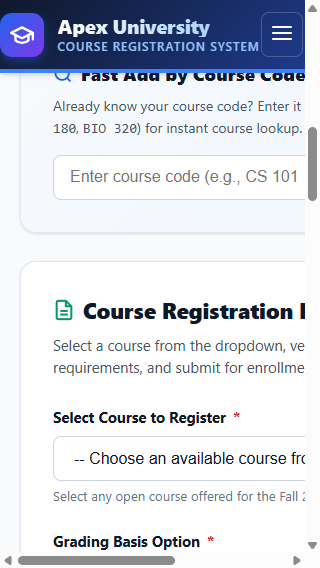 Apex University
COURSE REGISTRATION SYSTEM
Fast Add by Course Code
Already know your course code? Enter it
180, BIO 320) for instant course lookup.
Enter course code (e.g., CS 101
Course Registration
Select a course from the dropdown, ve
requirements, and submit for enrollme
Select Course to Register *
-- Choose an available course fro
Select any open course offered for the Fall 2
Grading Basis Option *